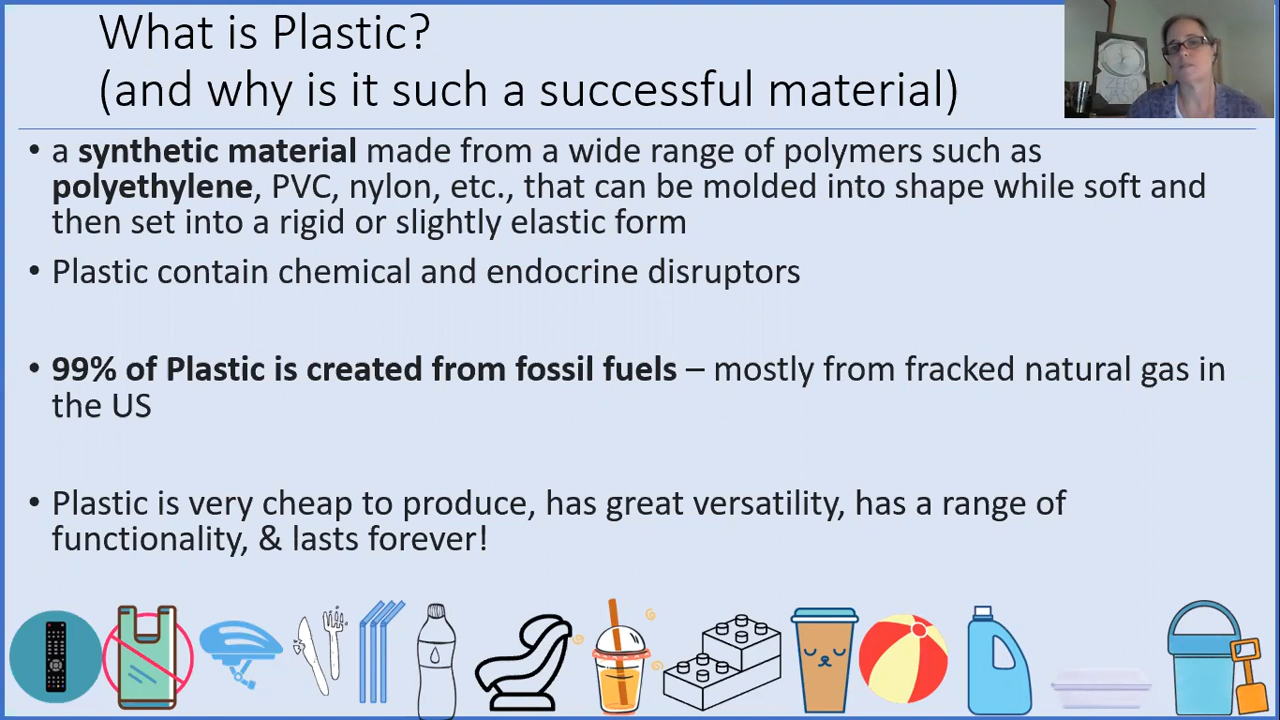 What is Plastic?
(and why is it such a successful material)
• a synthetic material made from a wide range of polymers such as
polyethylene, PVC, nylon, etc., that can be molded into shape while soft and
then set into a rigid or slightly elastic form
• Plastic contain chemical and endocrine disruptors
• 99% of Plastic is created from fossil fuels – mostly from fracked natural gas in
the US
• Plastic is very cheap to produce, has great versatility, has a range of
functionality, & lasts forever!